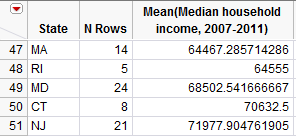 State N Rows Mean(Median household income, 2007-2011)
47 MA 14 64467.285714286
48 RI 5 64555
49 MD 24 68502.541666667
50 CT 8 70632.5
51 NJ 21 71977.904761905